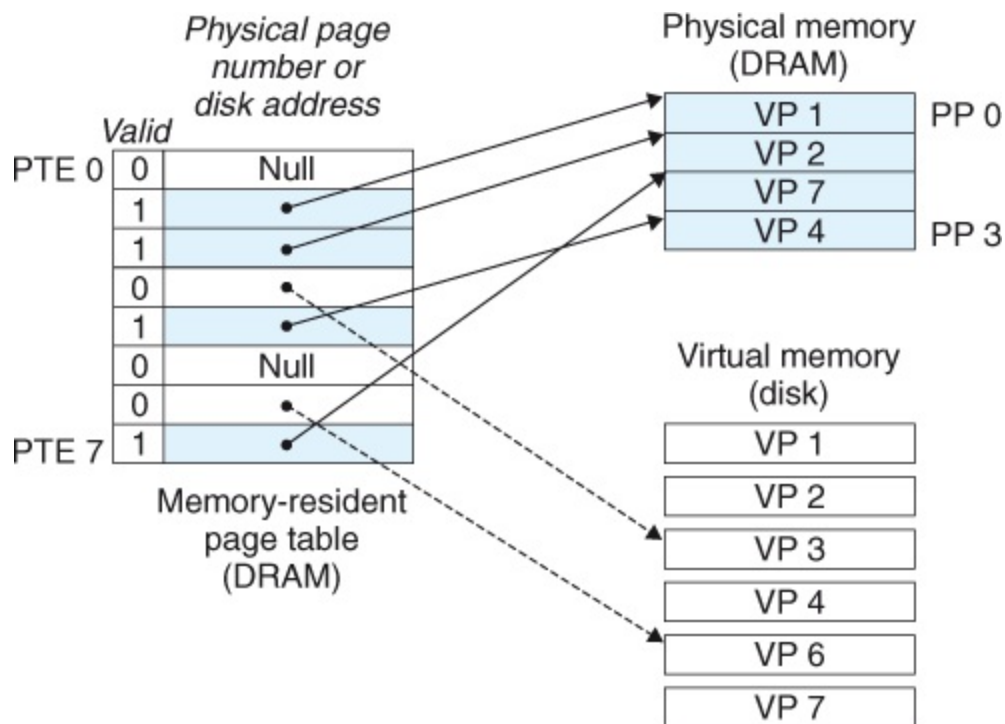 Physical page
number or
disk address
Valid
PTE 0 0 Null
1
1
0
1
0 Null
0
PTE 7 1
Memory-resident
page table
(DRAM)
Physical memory
(DRAM)
VP 1 PP 0
VP 2
VP 7
VP 4 PP 3
Virtual memory
(disk)
VP 1
VP 2
VP 3
VP 4
VP 6
VP 7